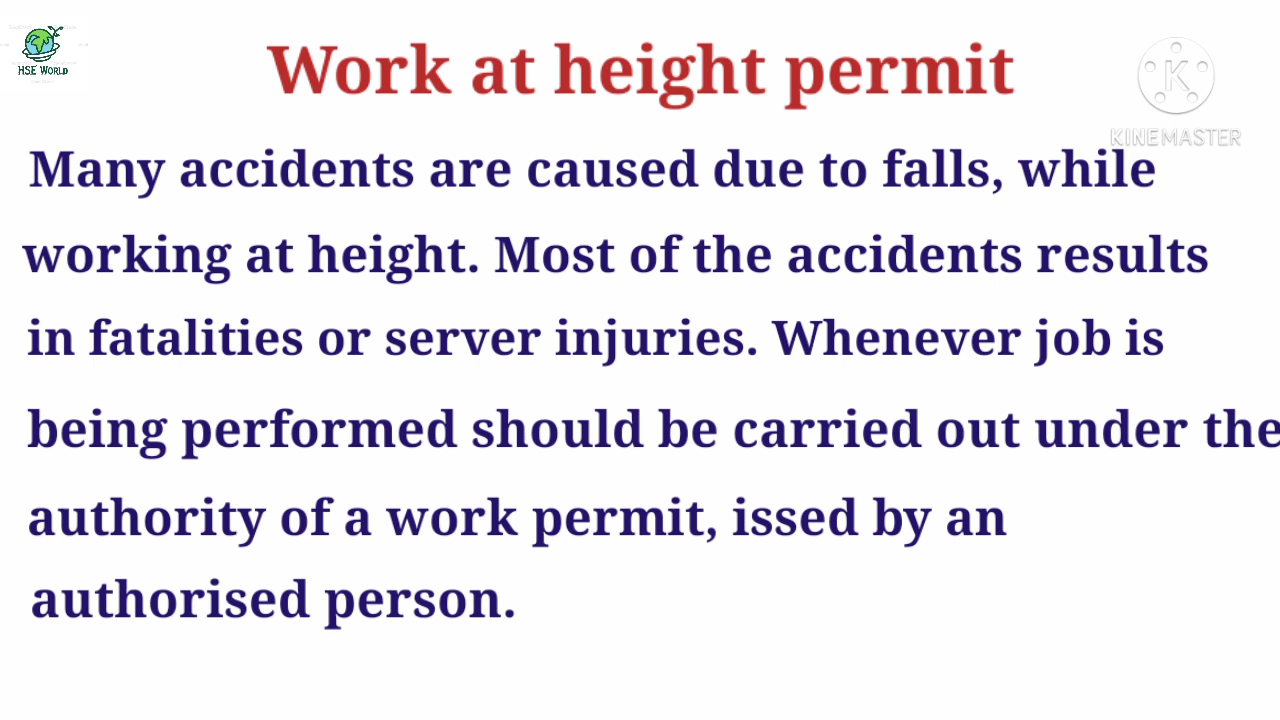 HSE WORLD
Work at height permit
KINEMASTER
Many accidents are caused due to falls, while
working at height. Most of the accidents results
in fatalities or server injuries. Whenever job is
being performed should be carried out under the
authority of a work permit, issed by an
authorised person.